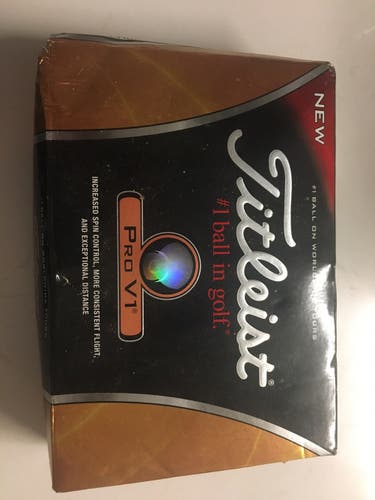 NEW
#1 BALL ON WORLD TOURS
Titleist®
#1 ball in golf.®
PRO V1®
INCREASED SPIN CONTROL, MORE CONSISTENT FLIGHT,
AND EXCEPTIONAL DISTANCE